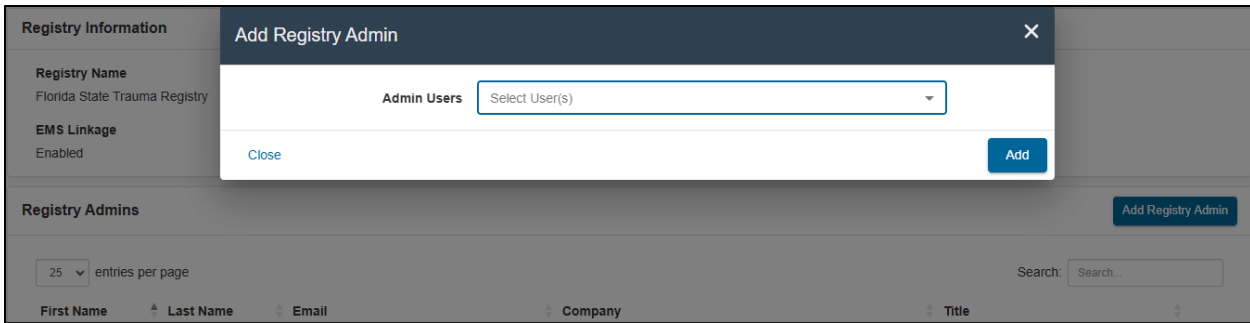 Registry Information
Add Registry Admin
Registry Name
Florida State Trauma Registry
Admin Users Select User(s)
EMS Linkage
Enabled
Close Add
Registry Admins Add Registry Admin
25 entries per page Search: Search...
First Name Last Name Email Company Title